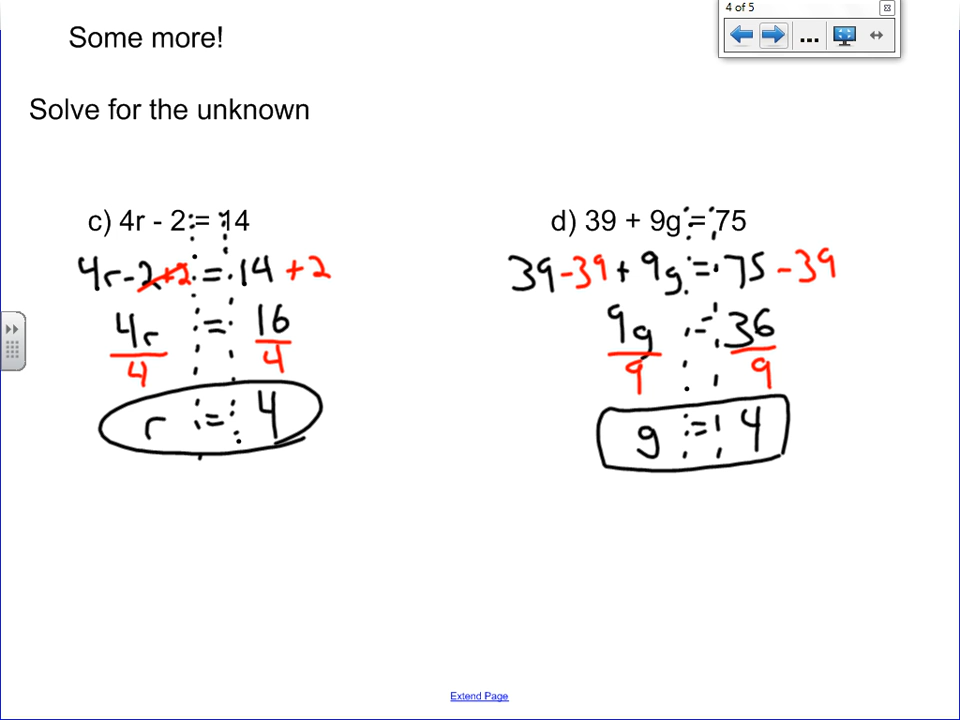 4 of 5
Some more!
Solve for the unknown
c) 4r - 2 = 14
4r - 2 + 2 = 14 + 2
4r = 16
4 4
r = 4
d) 39 + 9g = 75
39 - 39 + 9g = 75 - 39
9g = 36
9 9
g = 4
Extend Page